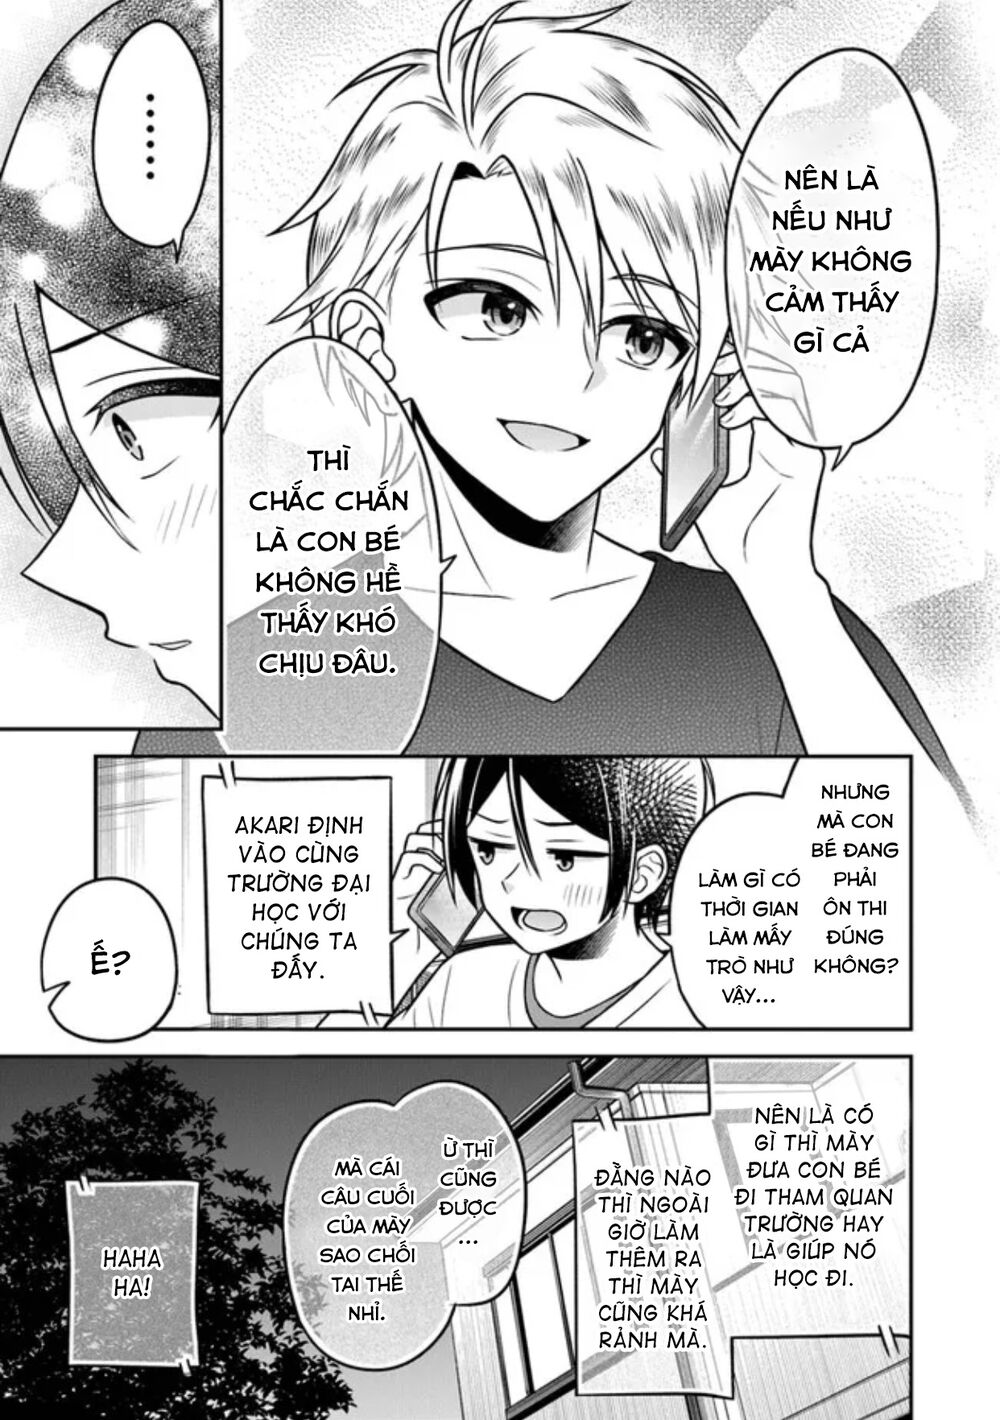 NÊN LÀ
NẾU NHƯ
MÀY KHÔNG
CẢM THẤY
GÌ CẢ
THÌ
CHẮC CHẮN
LÀ CON BÉ
KHÔNG HỀ
THẤY KHÓ
CHỊU ĐÂU.
......
NHƯNG
MÀ CON
BÉ ĐANG
PHẢI
ÔN THI
ĐÚNG
KHÔNG?
LÀM GÌ CÓ
THỜI GIAN
LÀM MẤY
TRÒ NHƯ
VẬY...
AKARI ĐỊNH
VÀO CÙNG
TRƯỜNG ĐẠI
HỌC VỚI
CHÚNG TA
ĐẤY.
Ế?
NÊN LÀ CÓ
GÌ THÌ MÀY
ĐƯA CON BÉ
ĐI THAM QUAN
TRƯỜNG HAY
LÀ GIÚP NÓ
HỌC ĐI.
ĐẰNG NÀO
THÌ NGOÀI
GIỜ LÀM
THÊM RA
THÌ MÀY
CŨNG KHÁ
RẢNH MÀ.
Ừ THÌ
CŨNG
ĐƯỢC
...
MÀ CÁI
CÂU CUỐI
CỦA MÀY
SAO CHỐI
TAI THẾ
NHỈ.
HAHA
HA!